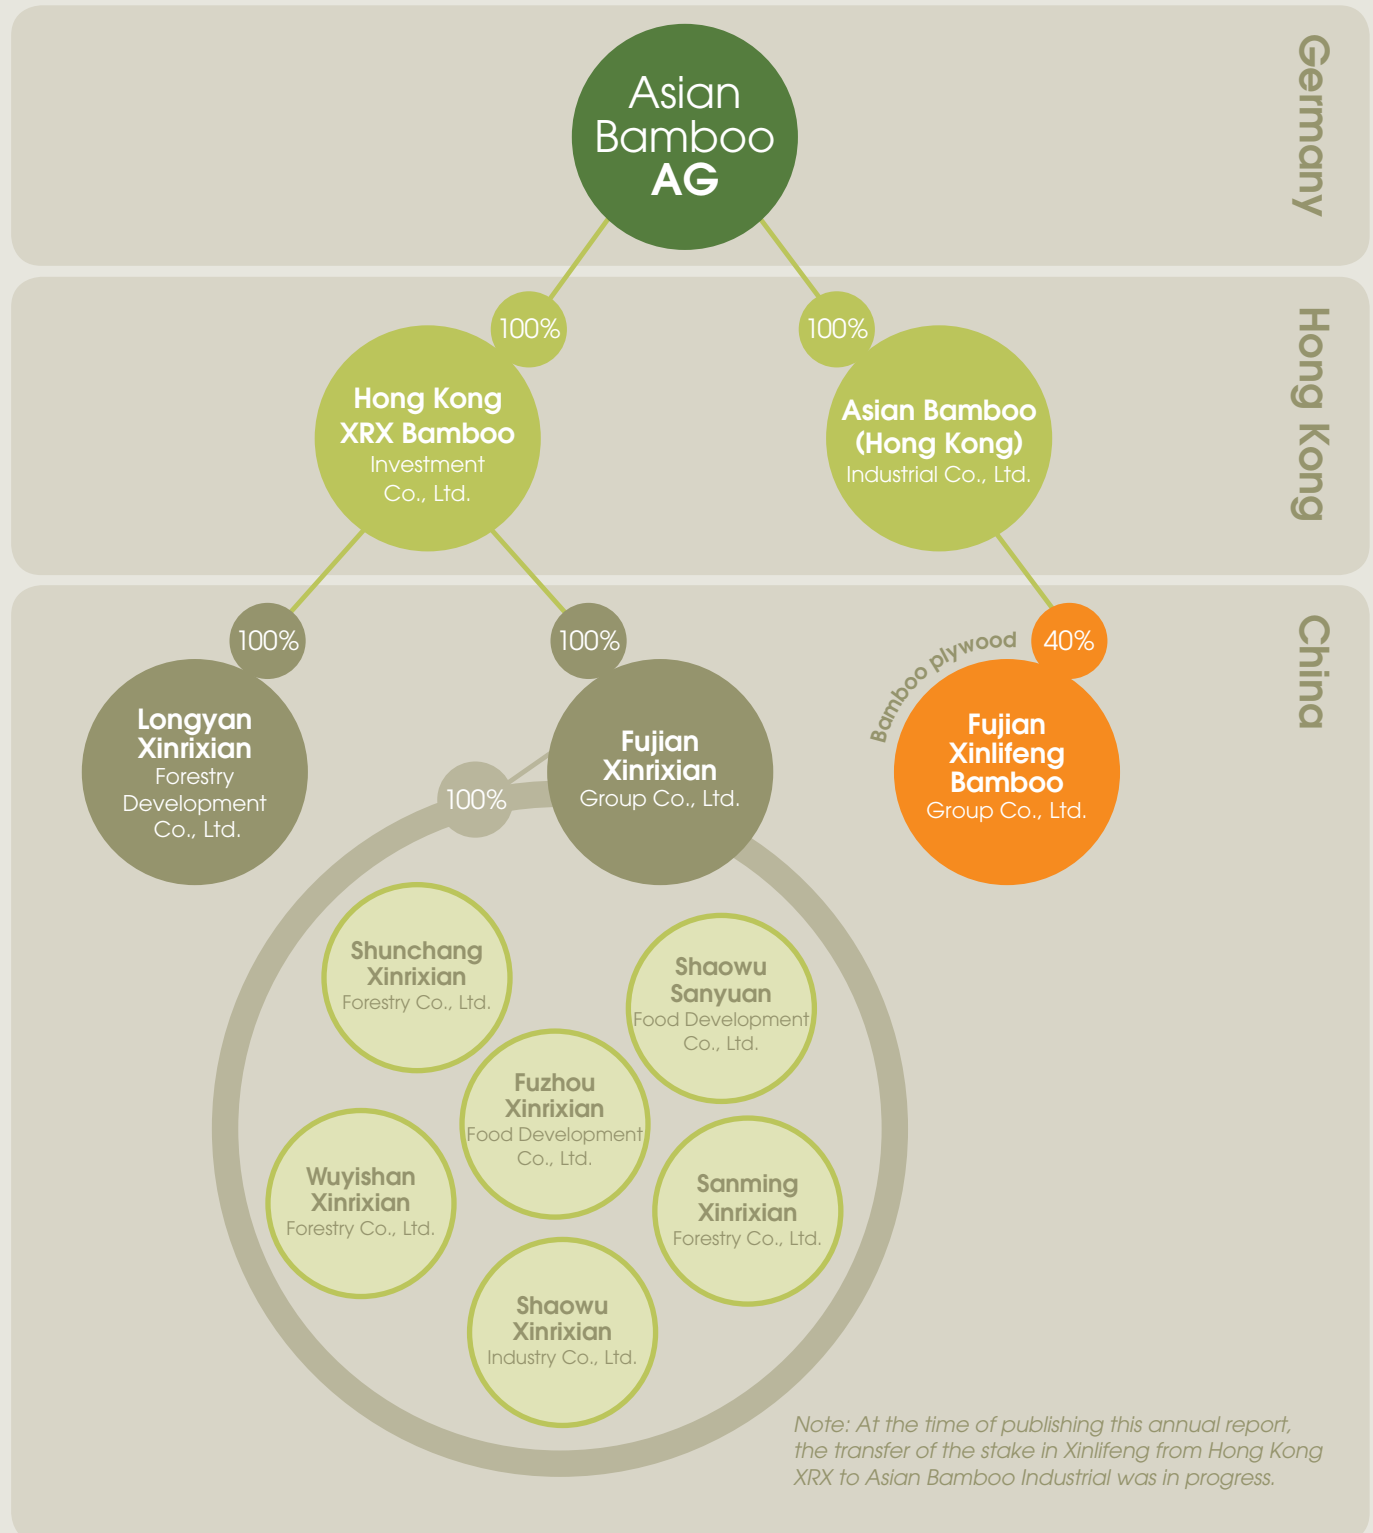 Germany
Asian
Bamboo
AG
Hong Kong
100%
100%
Hong Kong
XRX Bamboo
Investment
Co., Ltd.
Asian Bamboo
(Hong Kong)
Industrial Co., Ltd.
China
100%
100%
40%
Bamboo plywood
Longyan
Xinrixian
Forestry
Development
Co., Ltd.
Fujian
Xinrixian
Group Co., Ltd.
Fujian
Xinlifeng
Bamboo
Group Co., Ltd.
100%
Shunchang
Xinrixian
Forestry Co., Ltd.
Shaowu
Sanyuan
Food Development
Co., Ltd.
Fuzhou
Xinrixian
Food Development
Co., Ltd.
Wuyishan
Xinrixian
Forestry Co., Ltd.
Sanming
Xinrixian
Forestry Co., Ltd.
Shaowu
Xinrixian
Industry Co., Ltd.
Note: At the time of publishing this annual report,
the transfer of the stake in Xinlifeng from Hong Kong
XRX to Asian Bamboo Industrial was in progress.